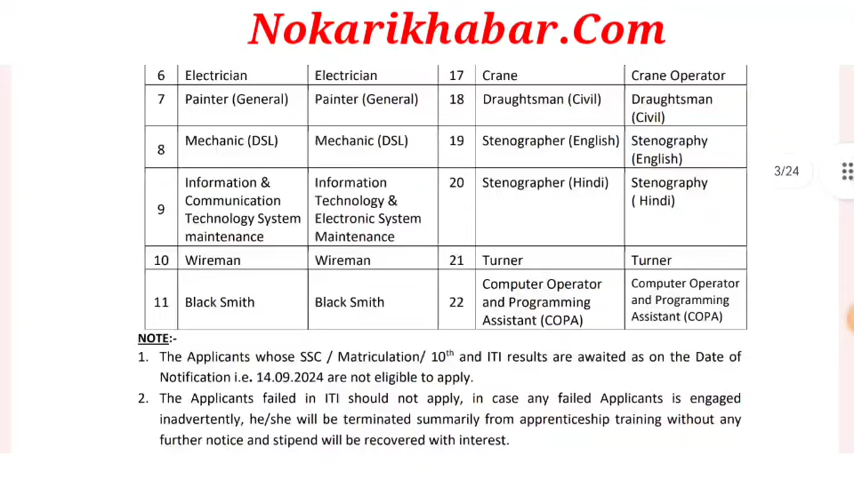 Nokarikhabar.Com
6 Electrician Electrician 17 Crane Crane Operator
7 Painter (General) Painter (General) 18 Draughtsman (Civil) Draughtsman
(Civil)
8 Mechanic (DSL) Mechanic (DSL) 19 Stenographer (English) Stenography
(English)
3/24
9 Information &
Communication
Technology System
maintenance
Information
Technology &
Electronic System
Maintenance
20 Stenographer (Hindi) Stenography
( Hindi)
10 Wireman Wireman 21 Turner Turner
11 Black Smith Black Smith 22 Computer Operator
and Programming
Assistant (COPA)
Computer Operator
and Programming
Assistant (COPA)
NOTE:-
1. The Applicants whose SSC / Matriculation/ 10th and ITI results are awaited as on the Date of
Notification i.e. 14.09.2024 are not eligible to apply.
2. The Applicants failed in ITI should not apply, in case any failed Applicants is engaged
inadvertently, he/she will be terminated summarily from apprenticeship training without any
further notice and stipend will be recovered with interest.